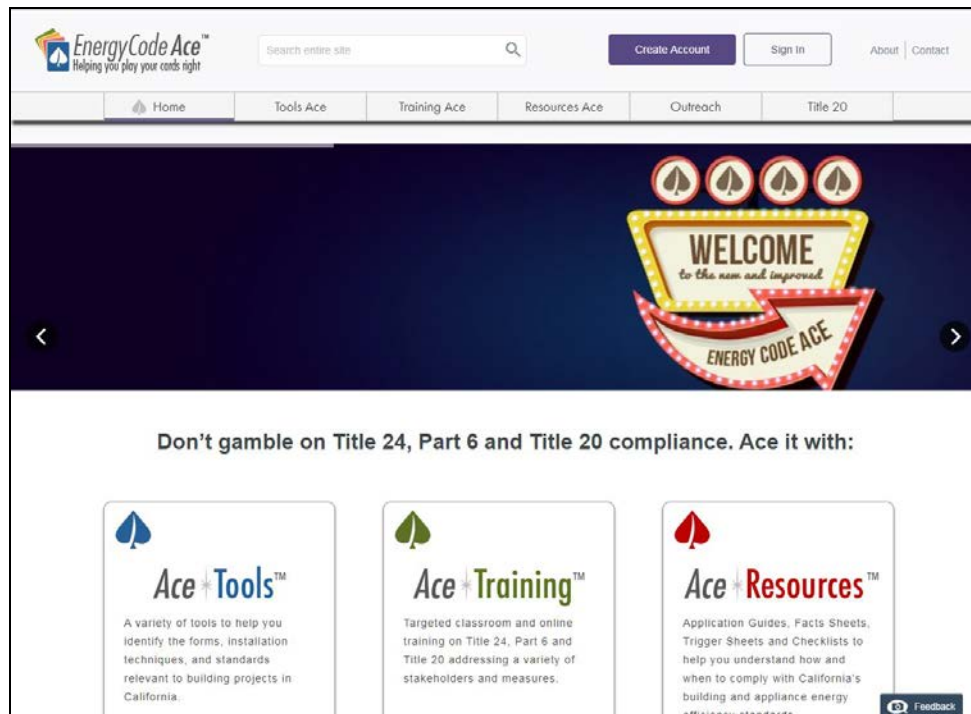 EnergyCode Ace™
Helping you play your cards right
Search entire site
Create Account
Sign In
About
Contact
Home
Tools Ace
Training Ace
Resources Ace
Outreach
Title 20
WELCOME
to the new and improved
ENERGY CODE ACE
Don't gamble on Title 24, Part 6 and Title 20 compliance. Ace it with:
Ace Tools™
A variety of tools to help you
identify the forms, installation
techniques, and standards
relevant to building projects in
California.
Ace Training™
Targeted classroom and online
training on Title 24, Part 6 and
Title 20 addressing a variety of
stakeholders and measures.
Ace Resources™
Application Guides, Facts Sheets,
Trigger Sheets and Checklists to
help you understand how and
when to comply with California's
building and appliance energy
efficiency standards
Feedback